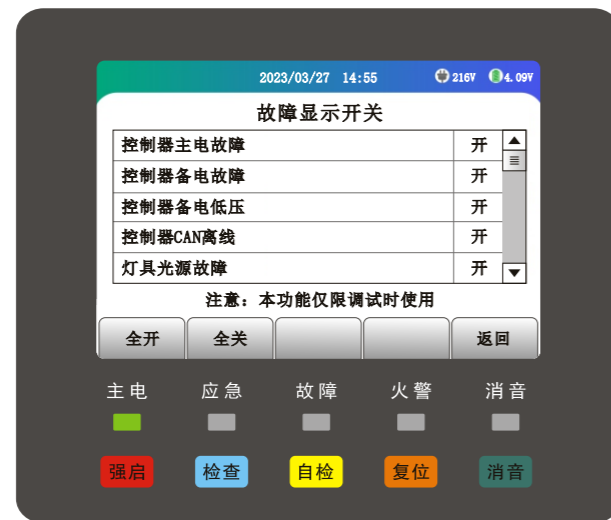 2023/03/27 14:55 216V 4.09V
故障显示开关
控制器主电故障 开
控制器备电故障 开
控制器备电低压 开
控制器CAN离线 开
灯具光源故障 开
注意：本功能仅限调试时使用
全开 全关 返回
主电 应急 故障 火警 消音
强启 检查 自检 复位 消音